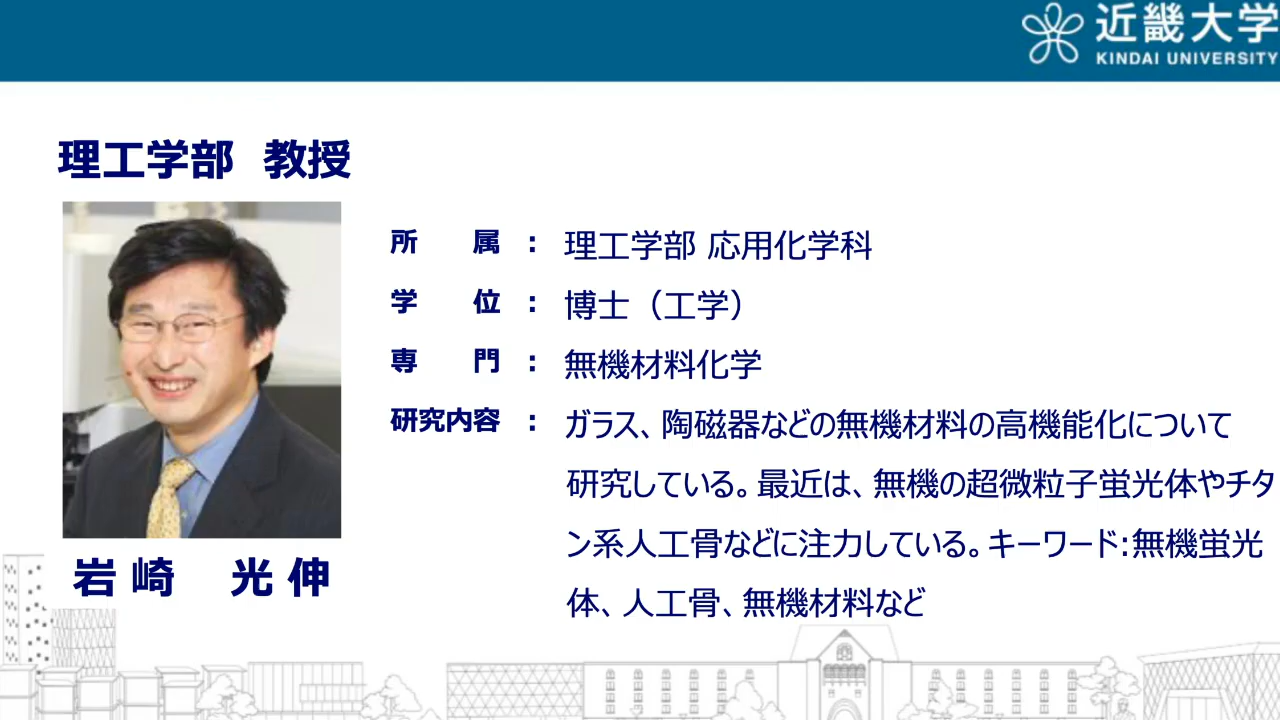 近畿大学
KINDAI UNIVERSITY
理工学部 教授
所 属 : 理工学部 応用化学科
学 位 : 博士（工学）
専 門 : 無機材料化学
研究内容 : ガラス、陶磁器などの無機材料の高機能化について
研究している。最近は、無機の超微粒子蛍光体やチタ
ン系人工骨などに注力している。キーワード:無機蛍光
体、人工骨、無機材料など
岩崎 光伸